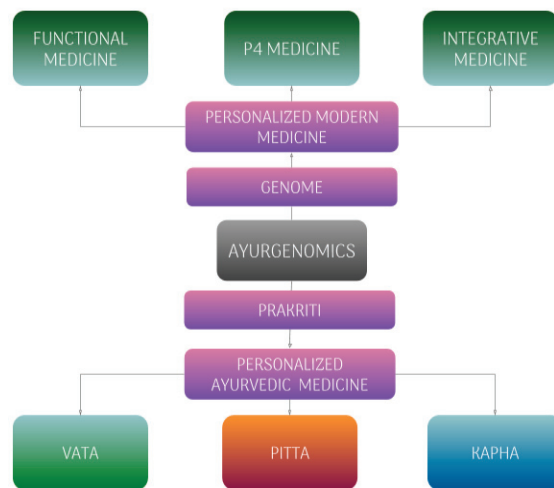 FUNCTIONAL
MEDICINE
P4 MEDICINE
INTEGRATIVE
MEDICINE
PERSONALIZED MODERN
MEDICINE
GENOME
AYURGENOMICS
PRAKRITI
PERSONALIZED
AYURVEDIC MEDICINE
VATA
PITTA
KAPHA